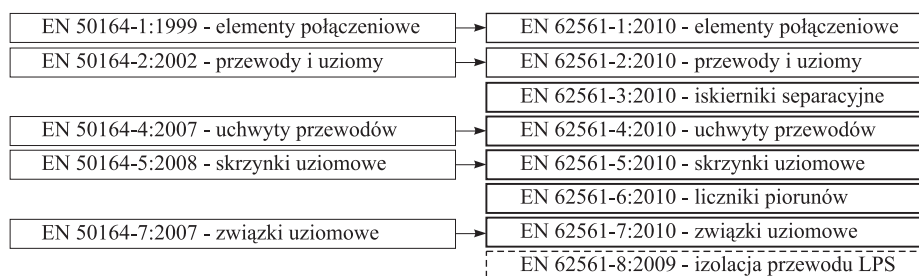 EN 50164-1:1999 - elementy połączeniowe
EN 62561-1:2010 - elementy połączeniowe
EN 50164-2:2002 - przewody i uziomy
EN 62561-2:2010 - przewody i uziomy
EN 62561-3:2010 - iskierniki separacyjne
EN 50164-4:2007 - uchwyty przewodów
EN 62561-4:2010 - uchwyty przewodów
EN 50164-5:2008 - skrzynki uziomowe
EN 62561-5:2010 - skrzynki uziomowe
EN 62561-6:2010 - liczniki piorunów
EN 50164-7:2007 - związki uziomowe
EN 62561-7:2010 - związki uziomowe
EN 62561-8:2009 - izolacja przewodu LPS